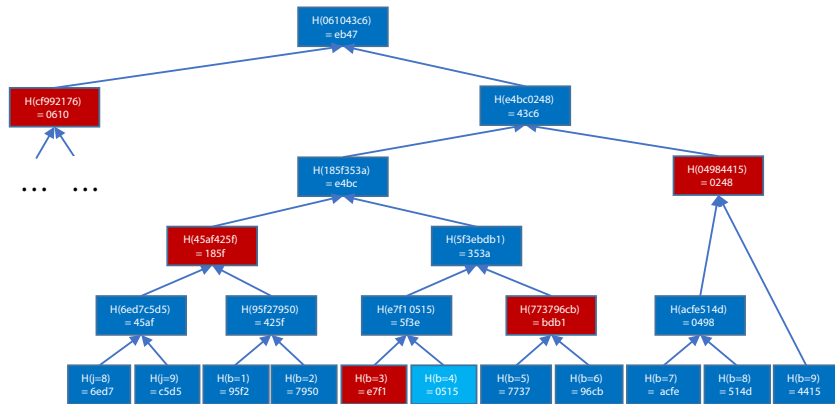 H(061043c6)
= eb47
H(cf992176)
= 0610
H(e4bc0248)
= 43c6
... ...
H(185f353a)
= e4bc
H(04984415)
= 0248
H(45af425f)
= 185f
H(5f3ebdb1)
= 353a
H(6ed7c5d5)
= 45af
H(95f27950)
= 425f
H(e7f10515)
= 5f3e
H(773796cb)
= bdb1
H(acfe514d)
= 0498
H(j=8)
= 6ed7
H(j=9)
= c5d5
H(b=1)
= 95f2
H(b=2)
= 7950
H(b=3)
= e7f1
H(b=4)
= 0515
H(b=5)
= 7737
H(b=6)
= 96cb
H(b=7)
= acfe
H(b=8)
= 514d
H(b=9)
= 4415